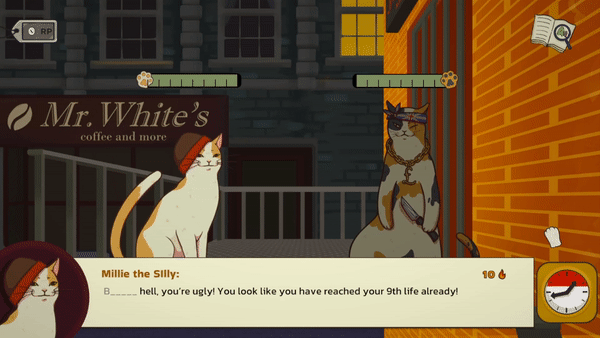 0 RP
Mr. White's
coffee and more
Millie the SIlly:
10
B_____ hell, you're ugly! You look like you have reached your 9th life already!